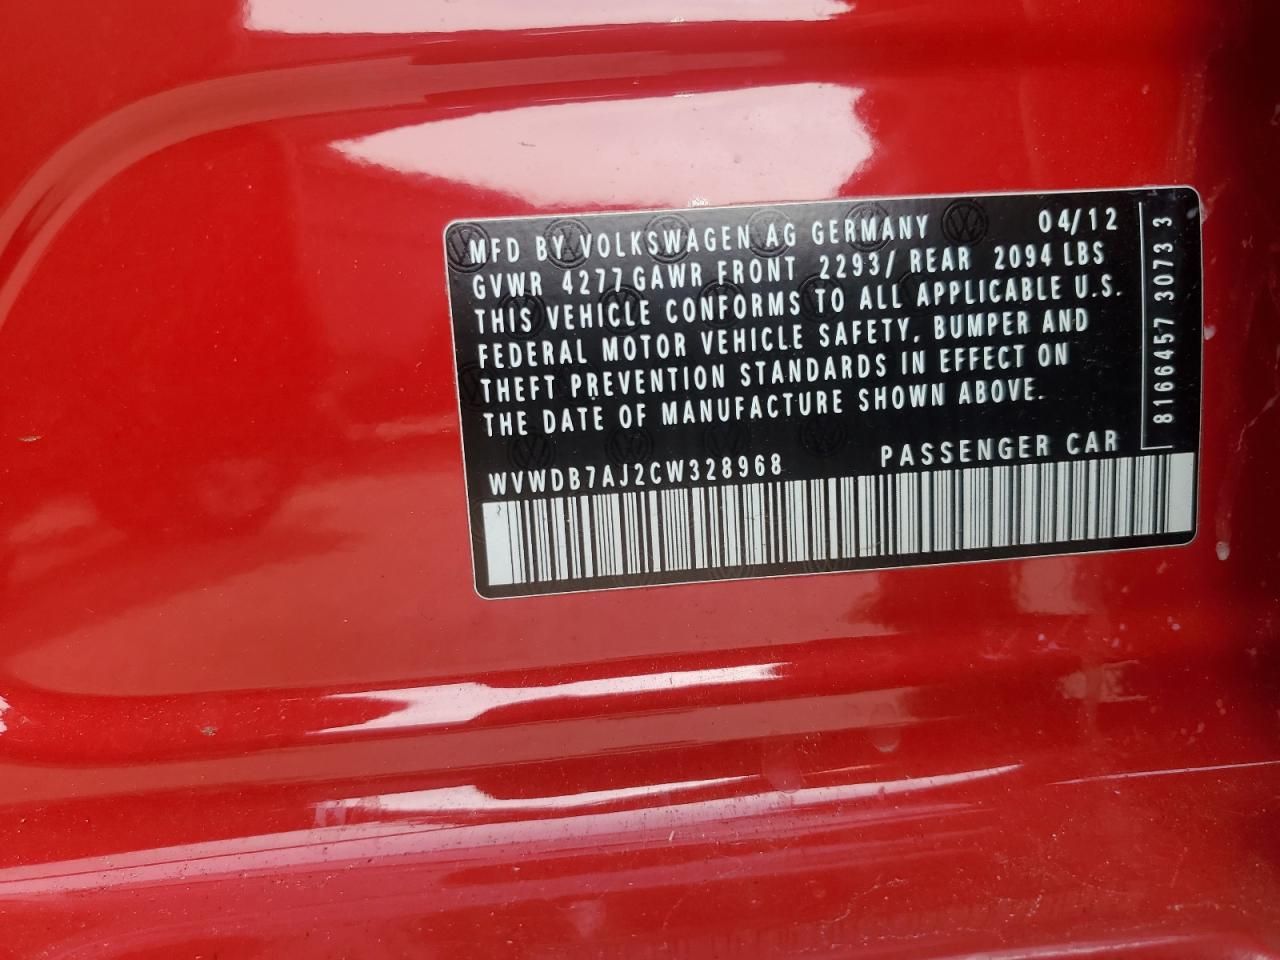 MFD BY VOLKSWAGEN AG GERMANY 04/12
GVWR 4277 GAWR FRONT 2293/ REAR 2094 LBS
THIS VEHICLE CONFORMS TO ALL APPLICABLE U.S.
FEDERAL MOTOR VEHICLE SAFETY, BUMPER AND
THEFT PREVENTION STANDARDS IN EFFECT ON
THE DATE OF MANUFACTURE SHOWN ABOVE.
WVWDB7AJ2CW328968 PASSENGER CAR
8166457 3073 3